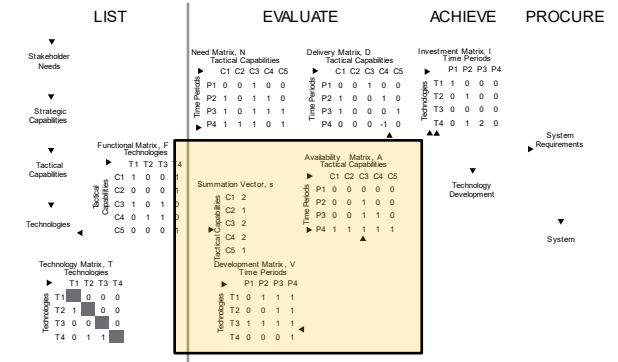 LIST
EVALUATE
ACHIEVE
PROCURE
Stakeholder
Needs
Strategic
Capabilities
Tactical
Capabilities
Technologies
Functional Matrix, F
Technologies
T1 T2 T3 T4
Tactical
Capabilities
C1 1 0 0 1
C2 0 0 0 1
C3 1 0 1 0
C4 0 1 1 0
C5 0 0 0 1
Technology Matrix, T
Technologies
T1 T2 T3 T4
Technologies
T1 0 0 0
T2 1 0 0
T3 0 0 0
T4 0 1 1
Need Matrix, N
Tactical Capabilities
C1 C2 C3 C4 C5
Time Periods
P1 0 0 1 0 0
P2 1 0 1 1 0
P3 1 0 1 1 0
P4 1 1 1 0 1
Delivery Matrix, D
Tactical Capabilities
C1 C2 C3 C4 C5
Time Periods
P1 0 0 1 0 0
P2 1 0 0 1 0
P3 1 0 0 0 0
P4 0 0 0 -1 0
Summation Vector, s
Tactical Capabilities
C1 2
C2 1
C3 2
C4 2
C5 1
Availability Matrix, A
Tactical Capabilities
C1 C2 C3 C4 C5
Time Periods
P1 0 0 0 0 0
P2 0 0 1 0 0
P3 0 0 1 1 0
P4 1 1 1 1 1
Development Matrix, V
Time Periods
P1 P2 P3 P4
Technologies
T1 0 1 1 1
T2 0 1 1 1
T3 1 1 1 1
T4 0 0 0 1
Investment Matrix, I
Time Periods
P1 P2 P3 P4
Technologies
T1 1 0 0 0
T2 0 1 0 0
T3 0 0 0 0
T4 0 1 2 0
Technology
Development
System
Requirements
System